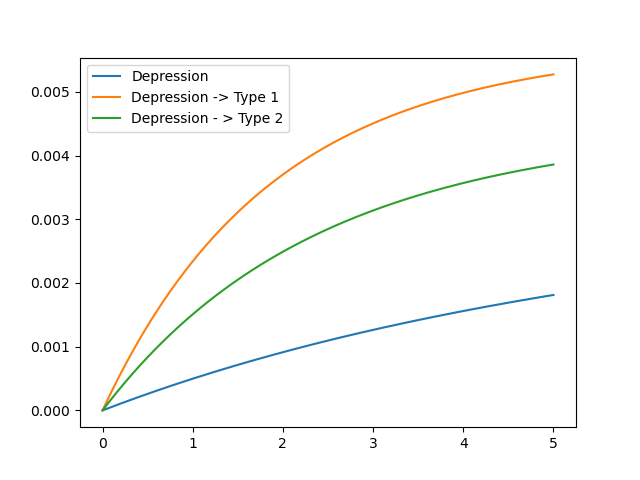 Depression
Depression -> Type 1
Depression - > Type 2
0.005
0.004
0.003
0.002
0.001
0.000
0 1 2 3 4 5